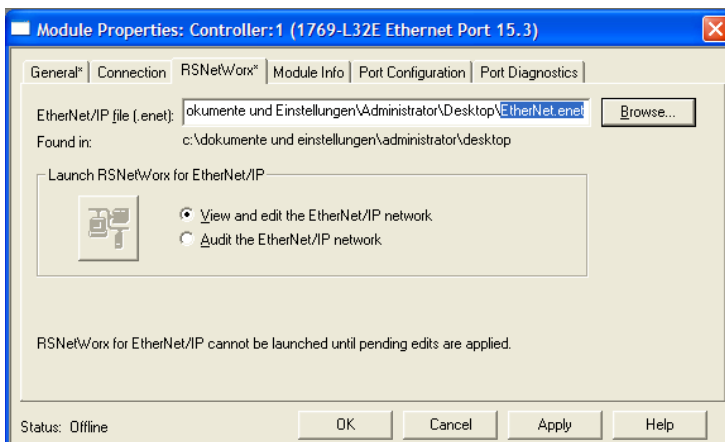 Module Properties: Controller:1 (1769-L32E Ethernet Port 15.3)
General* Connection RSNetWorx* Module Info Port Configuration Port Diagnostics
EtherNet/IP file (.enet): okumente und Einstellungen\Administrator\Desktop\EtherNet.enet Browse...
Found in: c:\dokumente und einstellungen\administrator\desktop
Launch RSNetWorx for EtherNet/IP
View and edit the EtherNet/IP network
Audit the EtherNet/IP network
RSNetWorx for EtherNet/IP cannot be launched until pending edits are applied.
Status: Offline OK Cancel Apply Help